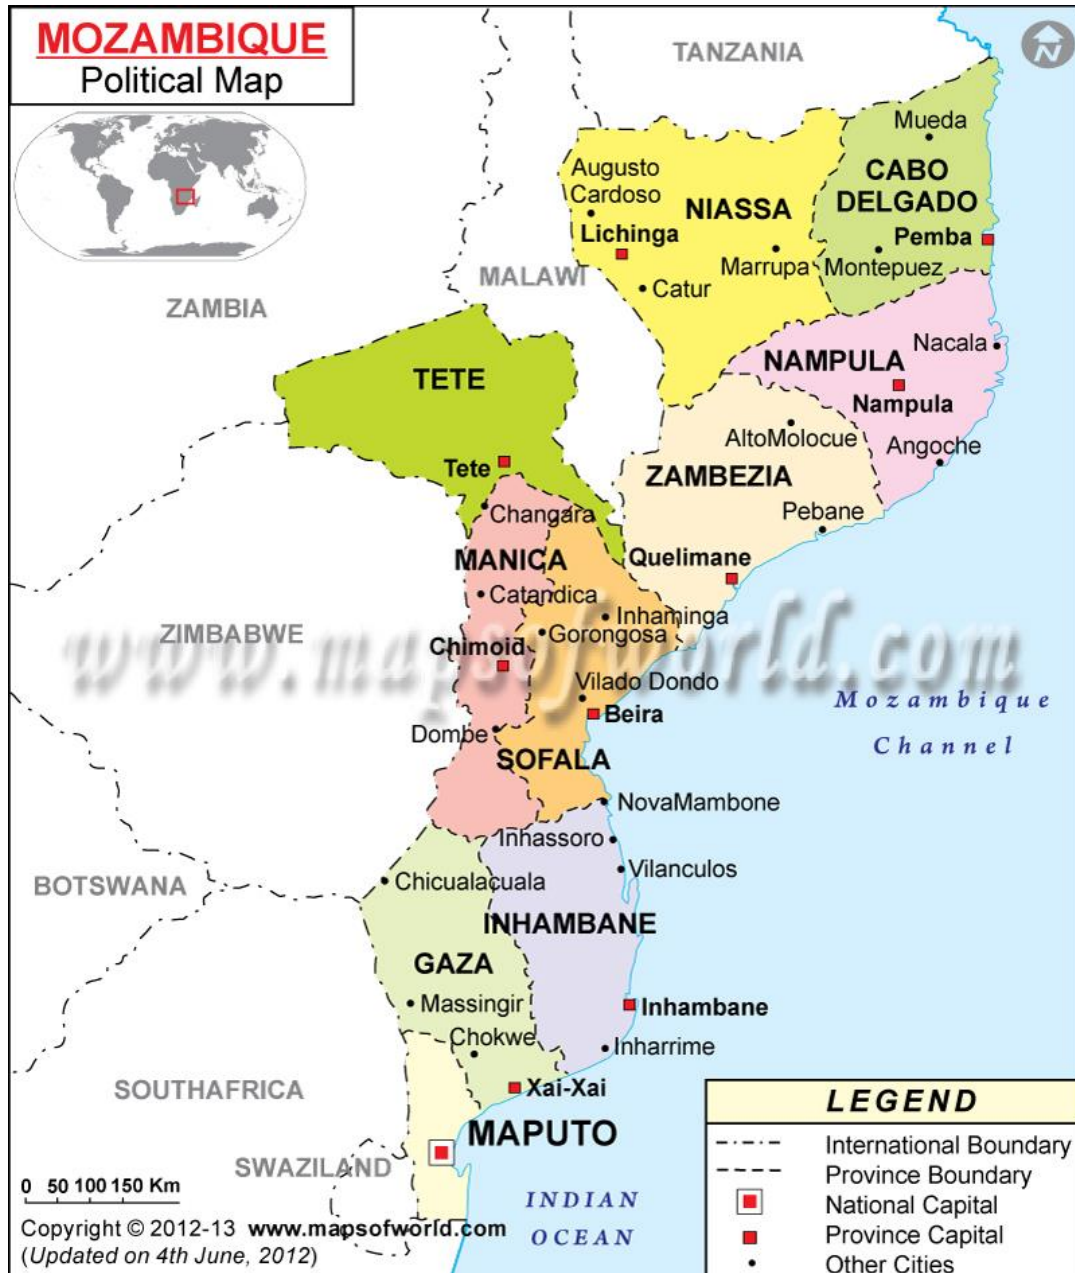 MOZAMBIQUE
Political Map
N
TANZANIA
Mueda
CABO
DELGADO
Augusto
Cardoso
NIASSA
Lichinga
Pemba
Marrupa
Montepuez
MALAWI
Catur
ZAMBIA
Nacala
NAMPULA
TETE
Nampula
AltoMolocue
Angoche
Tete
ZAMBEZIA
Changara
Pebane
MANICA
Quelimane
Catandica
Inhaminga
ZIMBABWE
Gorongosa
Chimoid
www.mapsofworld.com
Vilado Dondo
Mozambique
Channel
Beira
Dombe
SOFALA
NovaMambone
Inhassoro
Vilanculos
BOTSWANA
Chicualacuala
INHAMBANE
GAZA
Massingir
Inhambane
Chokwe
Inharrime
SOUTHAFRICA
Xai-Xai
MAPUTO
SWAZILAND
INDIAN
OCEAN
0 50 100 150 Km
Copyright © 2012-13 www.mapsofworld.com
(Updated on 4th June, 2012)
LEGEND
International Boundary
Province Boundary
National Capital
Province Capital
Other Cities